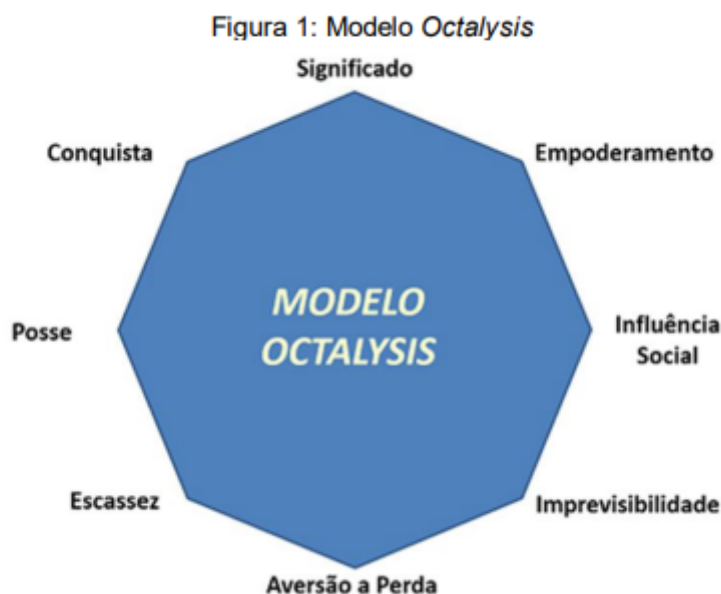 Figura 1: Modelo Octalysis
Significado
Conquista
Empoderamento
MODELO
OCTALYSIS
Posse
Influência
Social
Escassez
Imprevisibilidade
Aversão a Perda